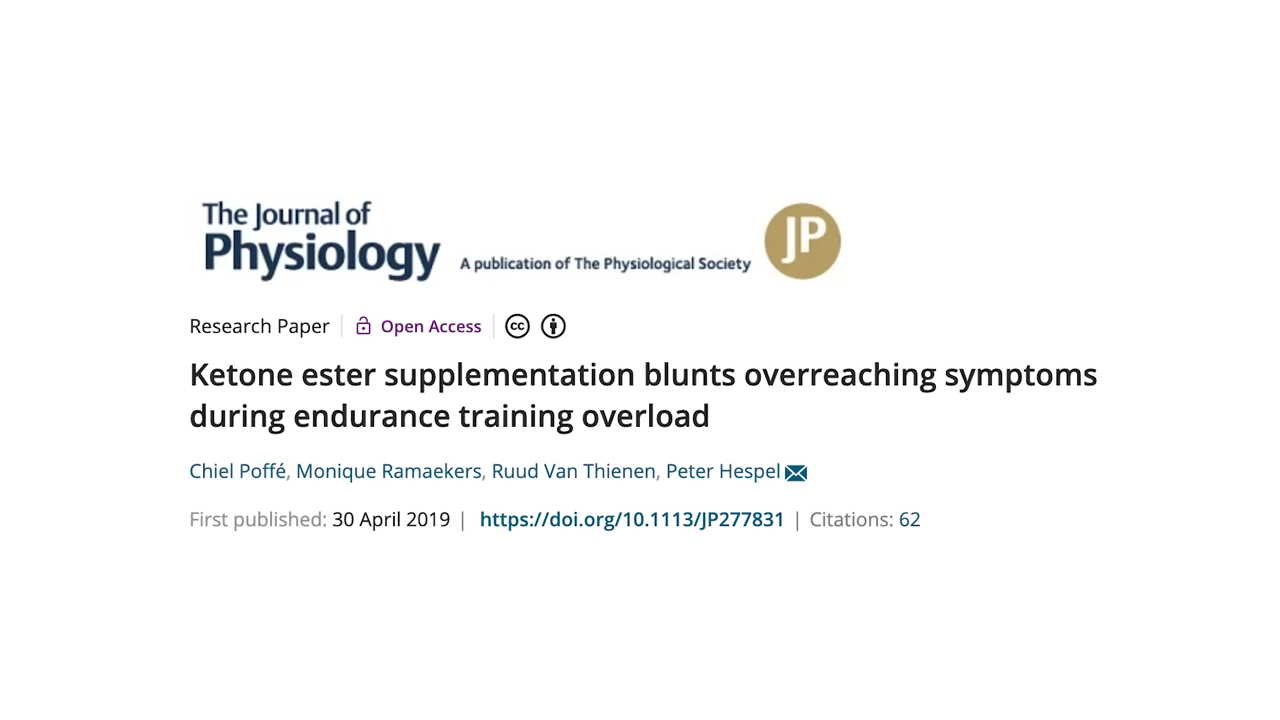 The Journal of
Physiology
A publication of The Physiological Society
JP
Research Paper | Open Access | cc
Ketone ester supplementation blunts overreaching symptoms
during endurance training overload
Chiel Poffé, Monique Ramaekers, Ruud Van Thienen, Peter Hespel
First published: 30 April 2019 | https://doi.org/10.1113/JP277831 | Citations: 62